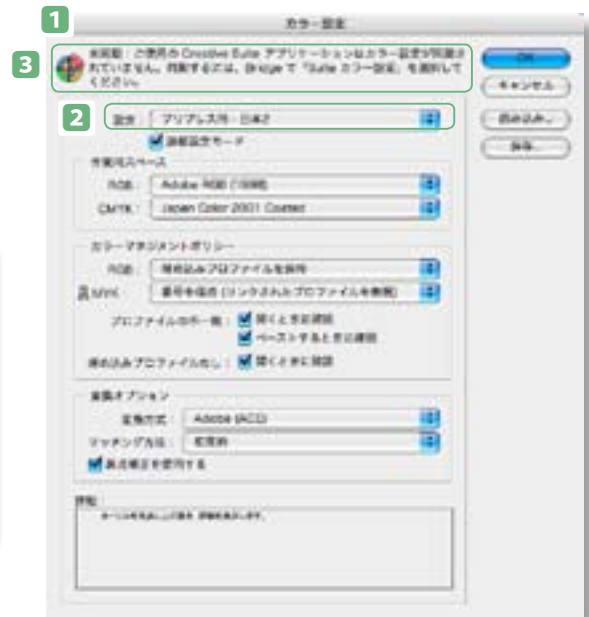 1
カラー設定
3
未同期：ご使用の Creative Suite アプリケーションはカラー設定が同期さ
れていません。同期するには、Bridge で「Suite カラー設定」を選択して
ください。
OK
キャンセル
読み込み...
保存...
2
設定： プリプレス用 - 日本2
詳細設定モード
作業用スペース
RGB： Adobe RGB (1998)
CMYK： Japan Color 2001 Coated
カラーマネジメントポリシー
RGB： 埋め込みプロファイルを保持
CMYK： 番号を保持 (リンクされたプロファイルを無視)
プロファイルの不一致： 開くときに確認
ペーストするときに確認
埋め込みプロファイルなし： 開くときに確認
変換オプション
変換方式： Adobe (ACE)
マッチング方法： 知覚的
黒点補正を使用する